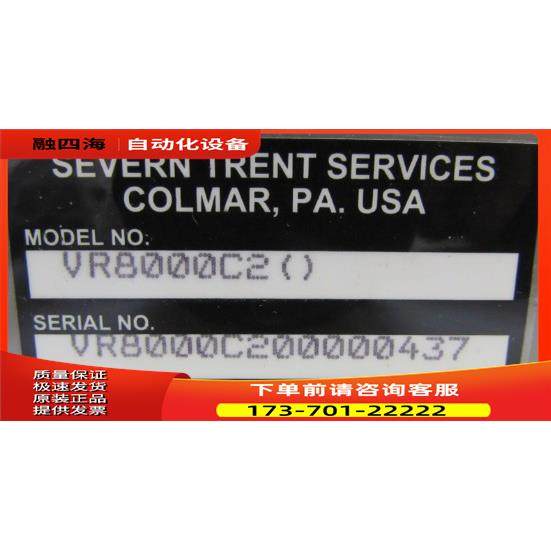 融四海 | 自动化设备
SEVERN TRENT SERVICES
COLMAR, PA. USA
MODEL NO.
VR8000C2()
SERIAL NO.
VR8000C200000437
质量保证
极速发货
原装正品
提供发票
下单前请咨询客服
173-701-22222